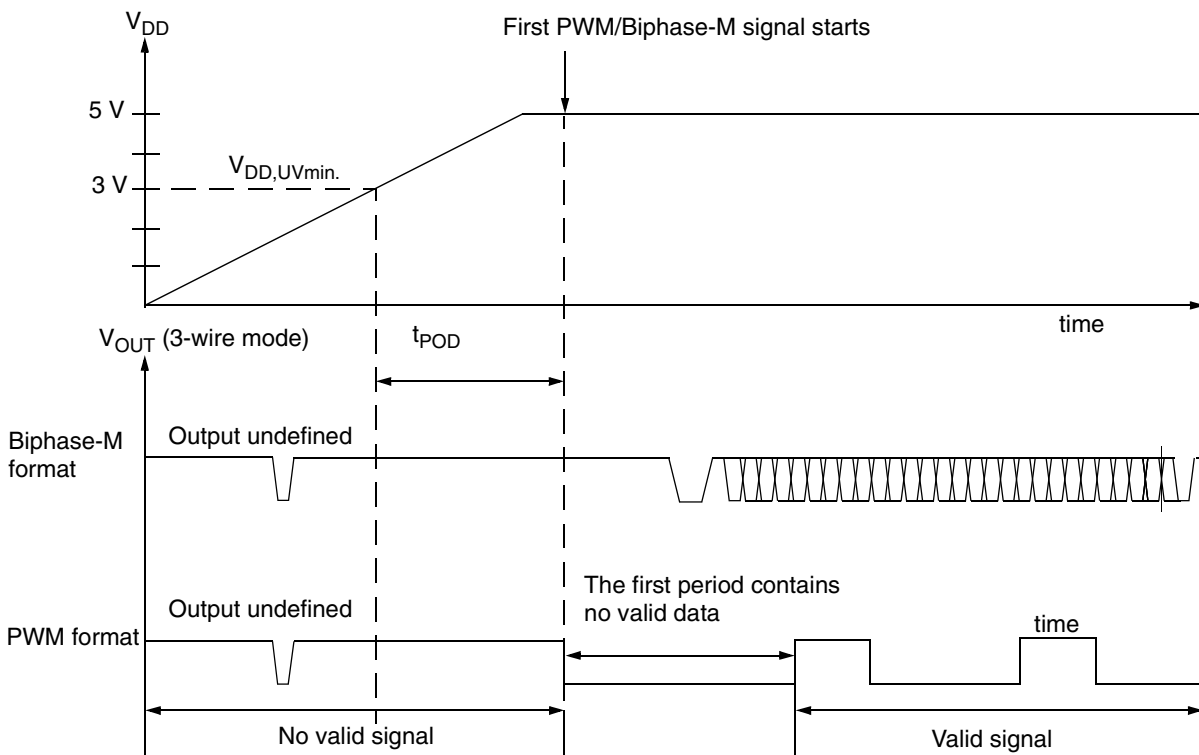 V_DD
First PWM/Biphase-M signal starts
5 V
V_DD,UVmin.
3 V
time
V_OUT (3-wire mode)
t_POD
Biphase-M
format
Output undefined
The first period contains
no valid data
Output undefined
PWM format
time
No valid signal
Valid signal